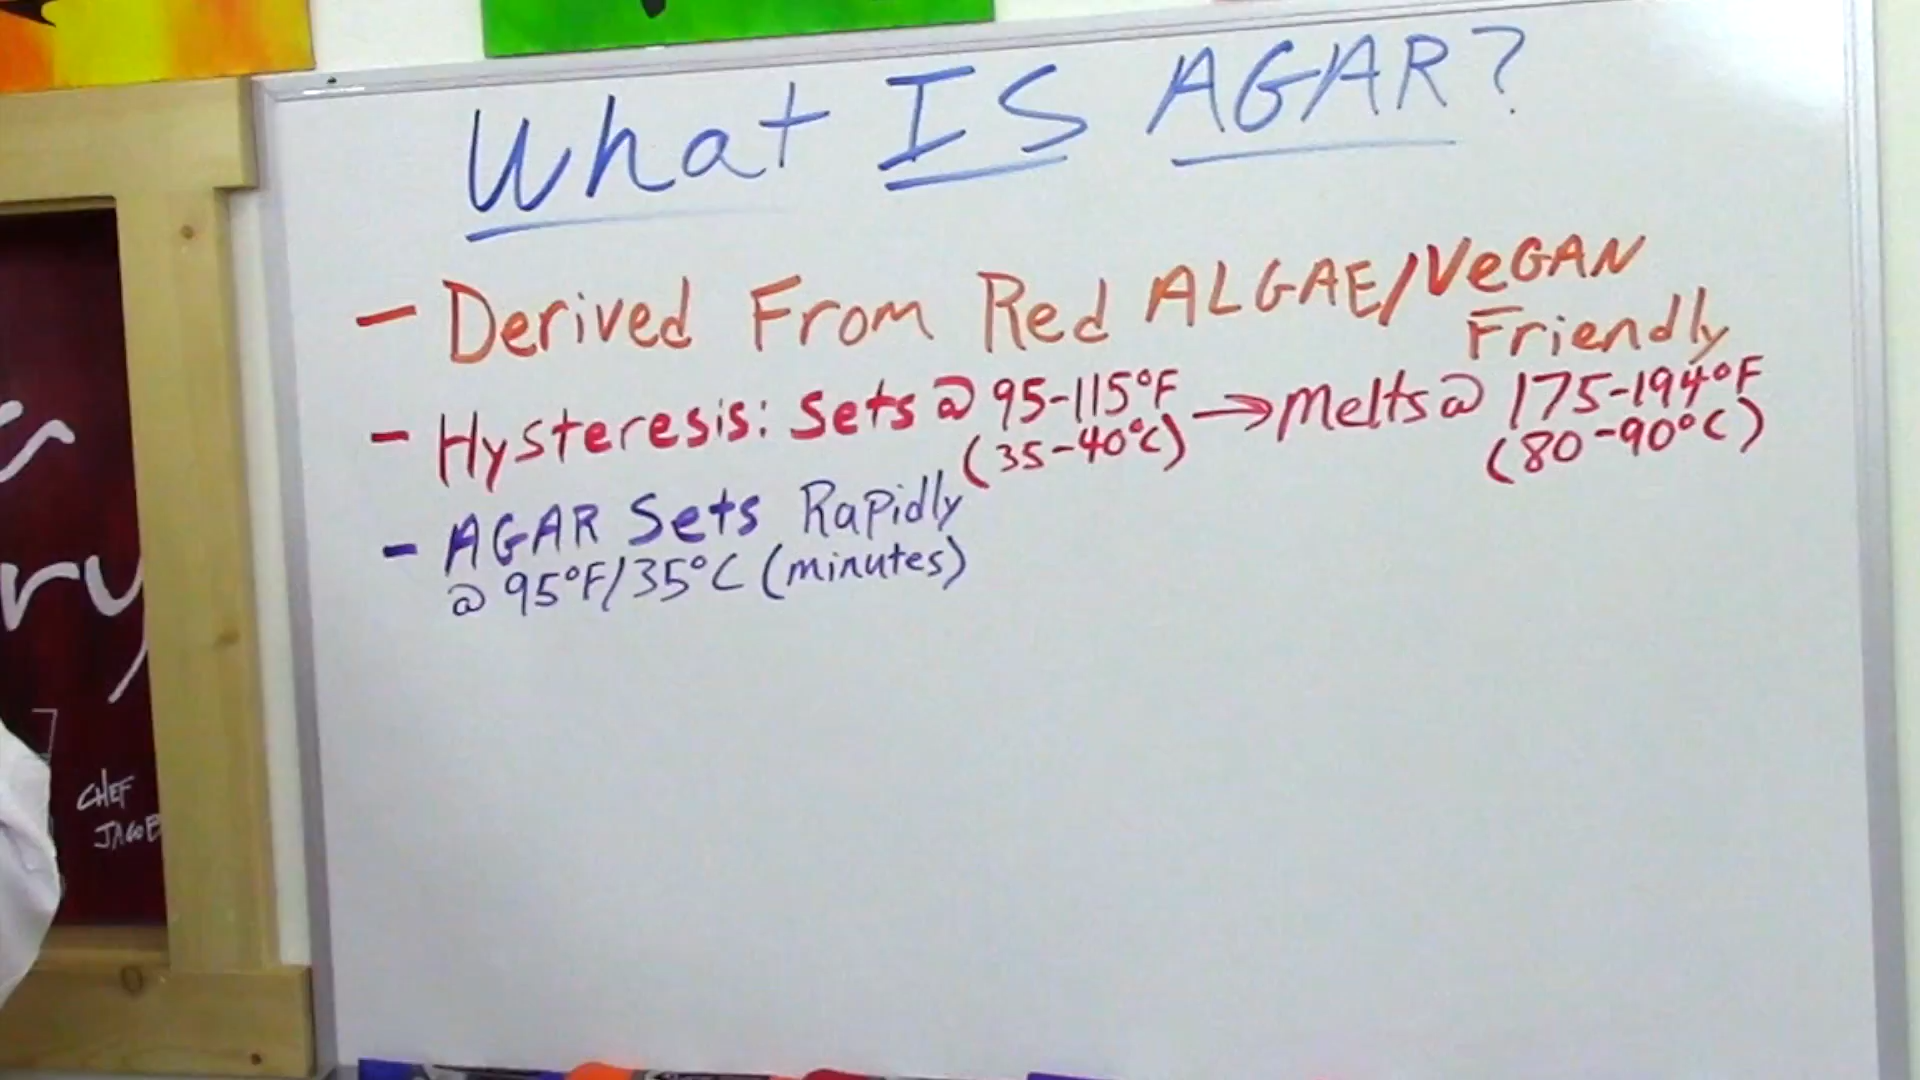 What IS AGAR?
- Derived From Red ALGAE/VeGAN
Friendly
- Hysteresis: Sets @ 95-115°F → Melts @ 175-194°F
(35-40°C) (80-90°C)
- AGAR Sets Rapidly
@ 95°F/35°C (minutes)
CHEF
JACOB